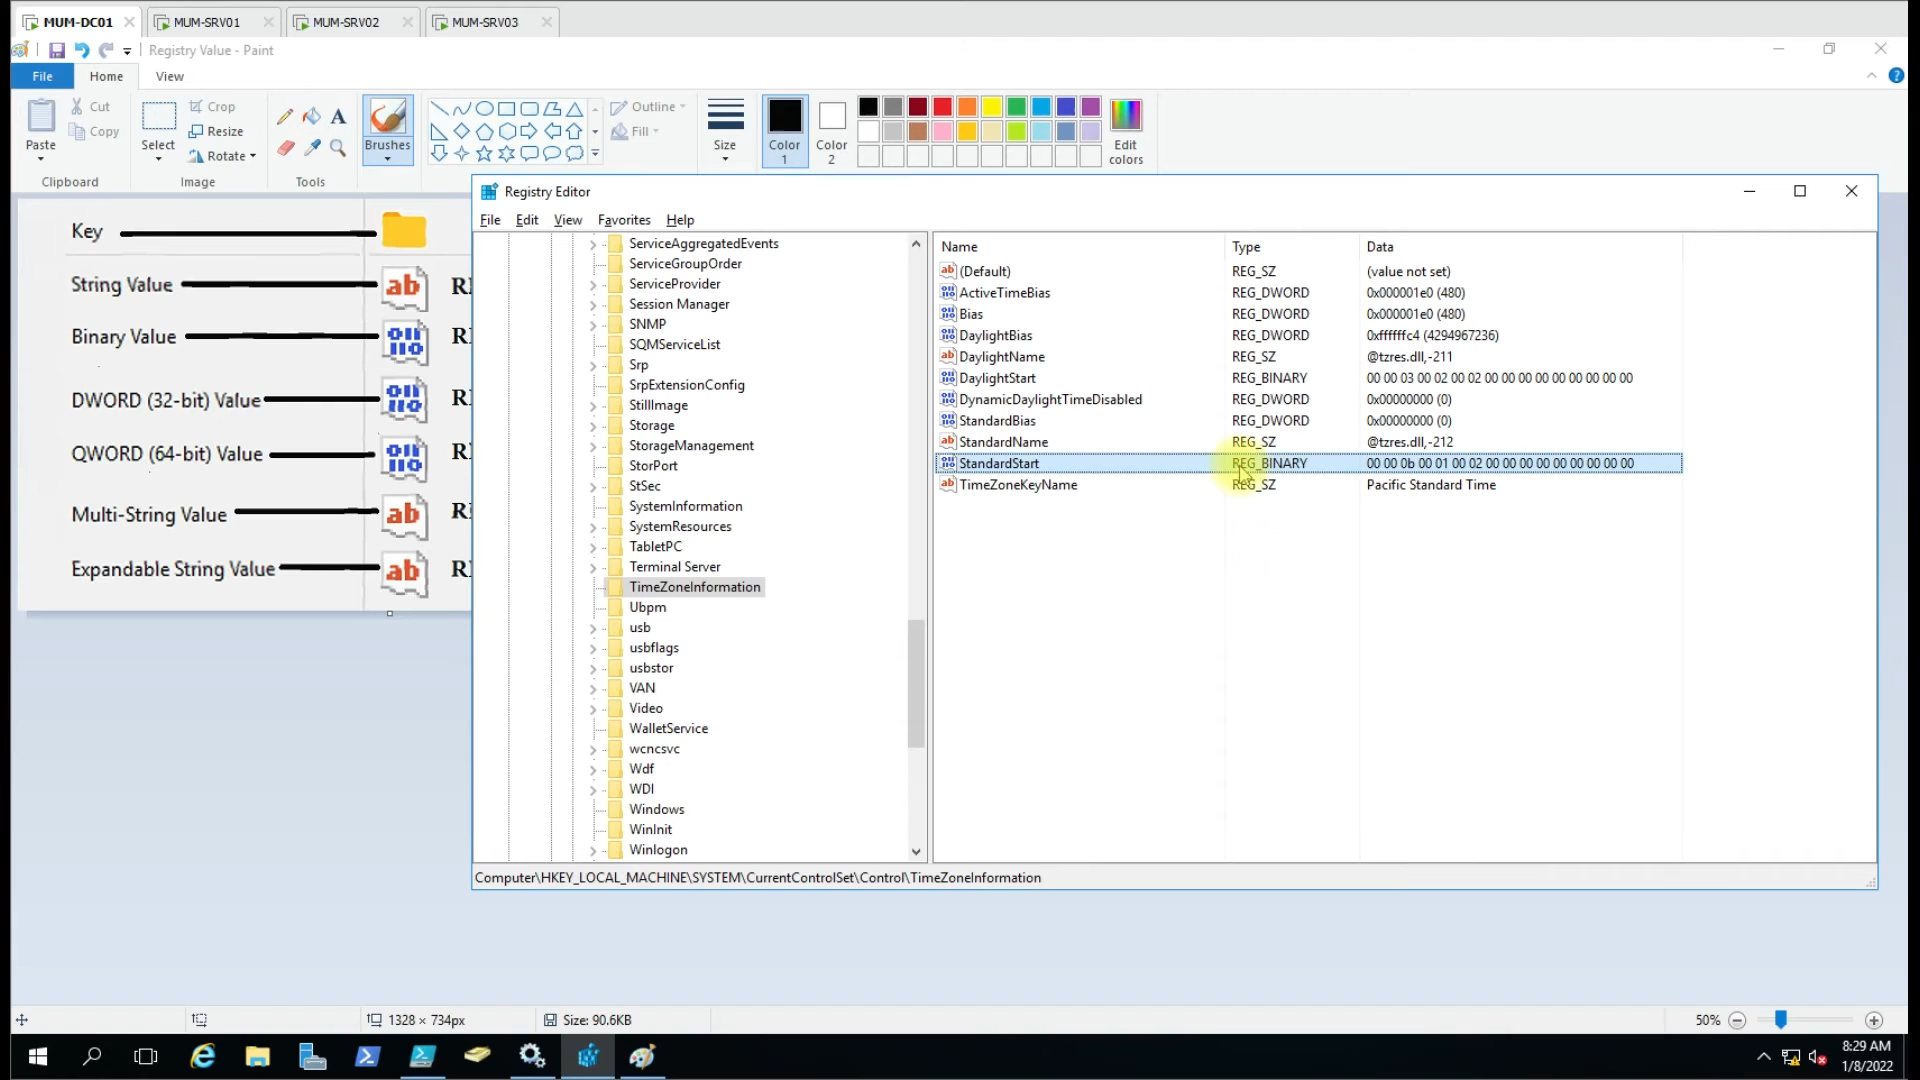 MUM-DC01 MUM-SRV01 MUM-SRV02 MUM-SRV03
Registry Value - Paint
File Home View
Paste Cut Copy Select Crop Resize Rotate A Brushes Outline Fill Size Color 1 Color 2 Edit colors
Clipboard Image Tools
Key
String Value ab
Binary Value
DWORD (32-bit) Value
QWORD (64-bit) Value
Multi-String Value ab
Expandable String Value ab
Registry Editor
File Edit View Favorites Help
ServiceAggregatedEvents
ServiceGroupOrder
ServiceProvider
Session Manager
SNMP
SQMServiceList
Srp
SrpExtensionConfig
StillImage
Storage
StorageManagement
StorPort
StSec
SystemInformation
SystemResources
TabletPC
Terminal Server
TimeZoneInformation
Ubpm
usb
usbflags
usbstor
VAN
Video
WalletService
wcncsvc
Wdf
WDI
Windows
WinInit
Winlogon
Name Type Data
(Default) REG_SZ (value not set)
ActiveTimeBias REG_DWORD 0x000001e0 (480)
Bias REG_DWORD 0x000001e0 (480)
DaylightBias REG_DWORD 0xffffffc4 (4294967236)
DaylightName REG_SZ @tzres.dll,-211
DaylightStart REG_BINARY 00 00 03 00 02 00 02 00 00 00 00 00 00 00 00 00
DynamicDaylightTimeDisabled REG_DWORD 0x00000000 (0)
StandardBias REG_DWORD 0x00000000 (0)
StandardName REG_SZ @tzres.dll,-212
StandardStart REG_BINARY 00 00 0b 00 01 00 02 00 00 00 00 00 00 00 00 00
TimeZoneKeyName REG_SZ Pacific Standard Time
Computer\HKEY_LOCAL_MACHINE\SYSTEM\CurrentControlSet\Control\TimeZoneInformation
1328 × 734px Size: 90.6KB 50%
8:29 AM
1/8/2022